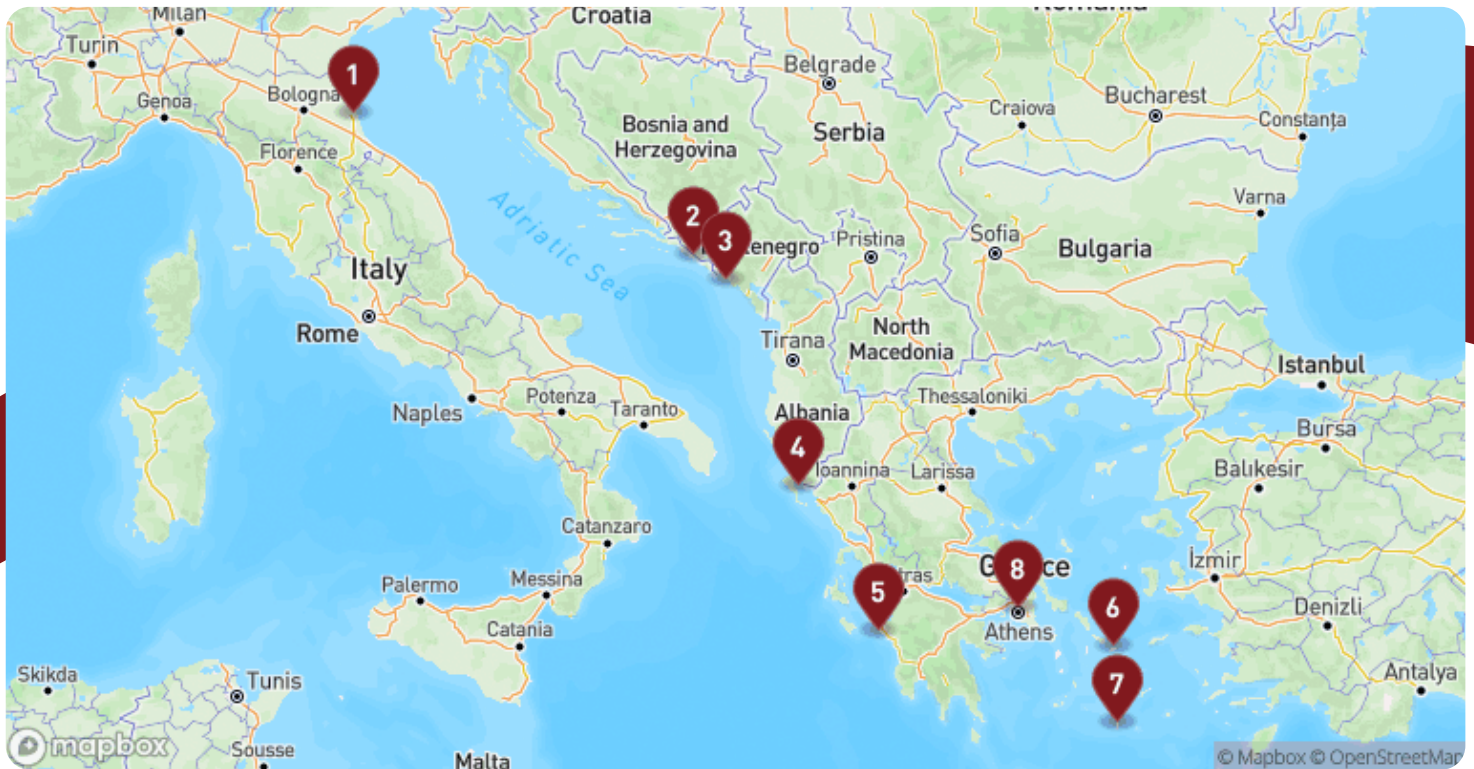 Milan
Croatia
Romania
Turin
1
Belgrade
Genoa
Bologna
Craiova
Bucharest
Constanța
Bosnia and
Herzegovina
Serbia
Florence
Adriatic Sea
2
3
tenegro
Pristina
Sofia
Bulgaria
Varna
Italy
Rome
Tirana
North
Macedonia
Istanbul
Naples
Potenza
Taranto
Albania
Thessaloniki
Bursa
4
Ioannina
Larissa
Balıkesir
Catanzaro
Palermo
Messina
5
tras
G
ce
8
6
İzmir
Denizli
Catania
Athens
Skikda
Tunis
7
Antalya
mapbox
Sousse
Malta
© Mapbox © OpenStreetMap